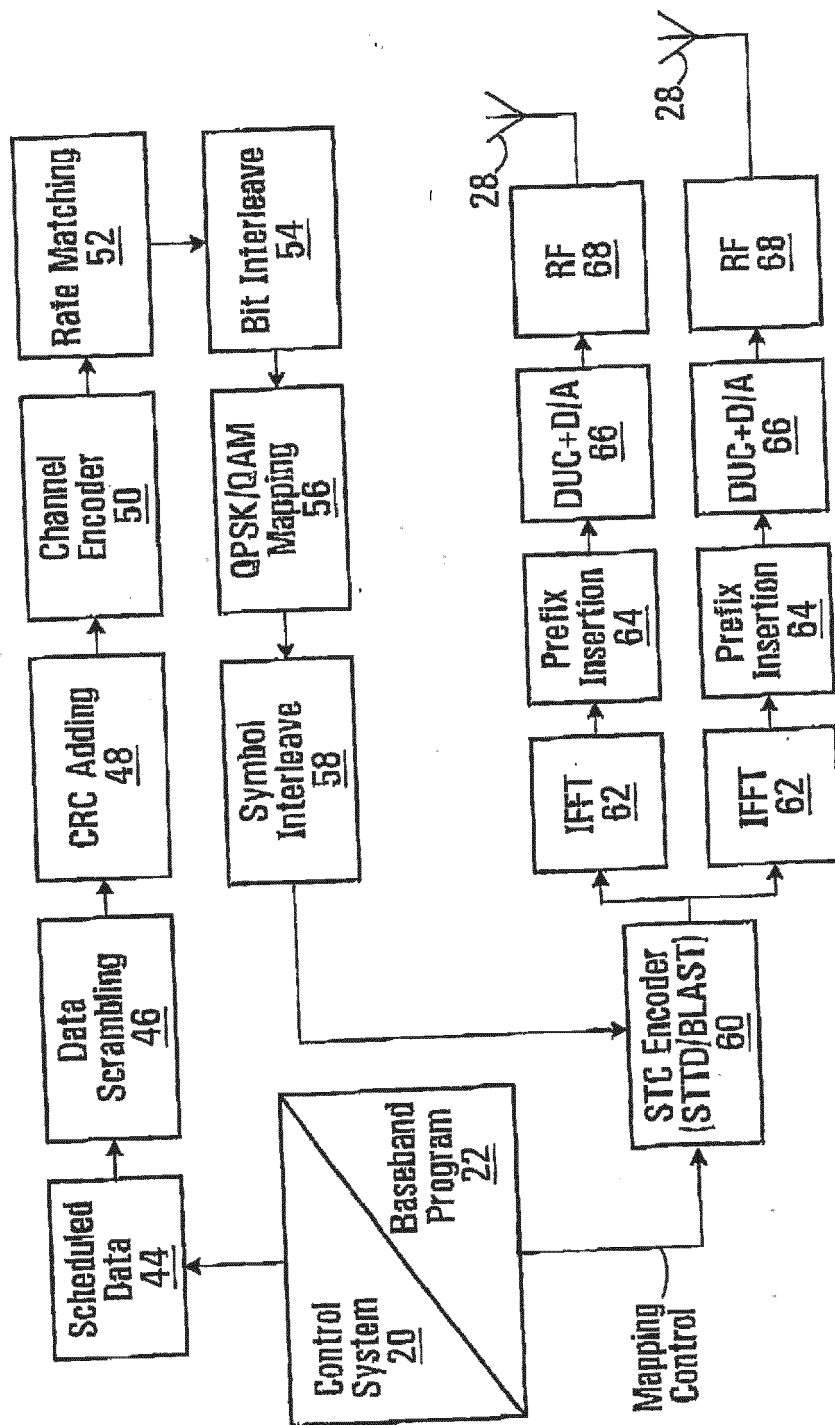 Scheduled
Data
44
Data
Scrambling
46
CRC Adding
48
Channel
Encoder
50
Rate Matching
52
Bit Interleave
54
QPSK/QAM
Mapping
56
Symbol
Interleave
58
Control
System
20
Baseband
Program
22
Mapping
Control
STC Encoder
(STTD/BLAST)
60
IFFT
62
Prefix
Insertion
64
DUC+D/A
66
RF
68
28
IFFT
62
Prefix
Insertion
64
DUC+D/A
66
RF
68
28